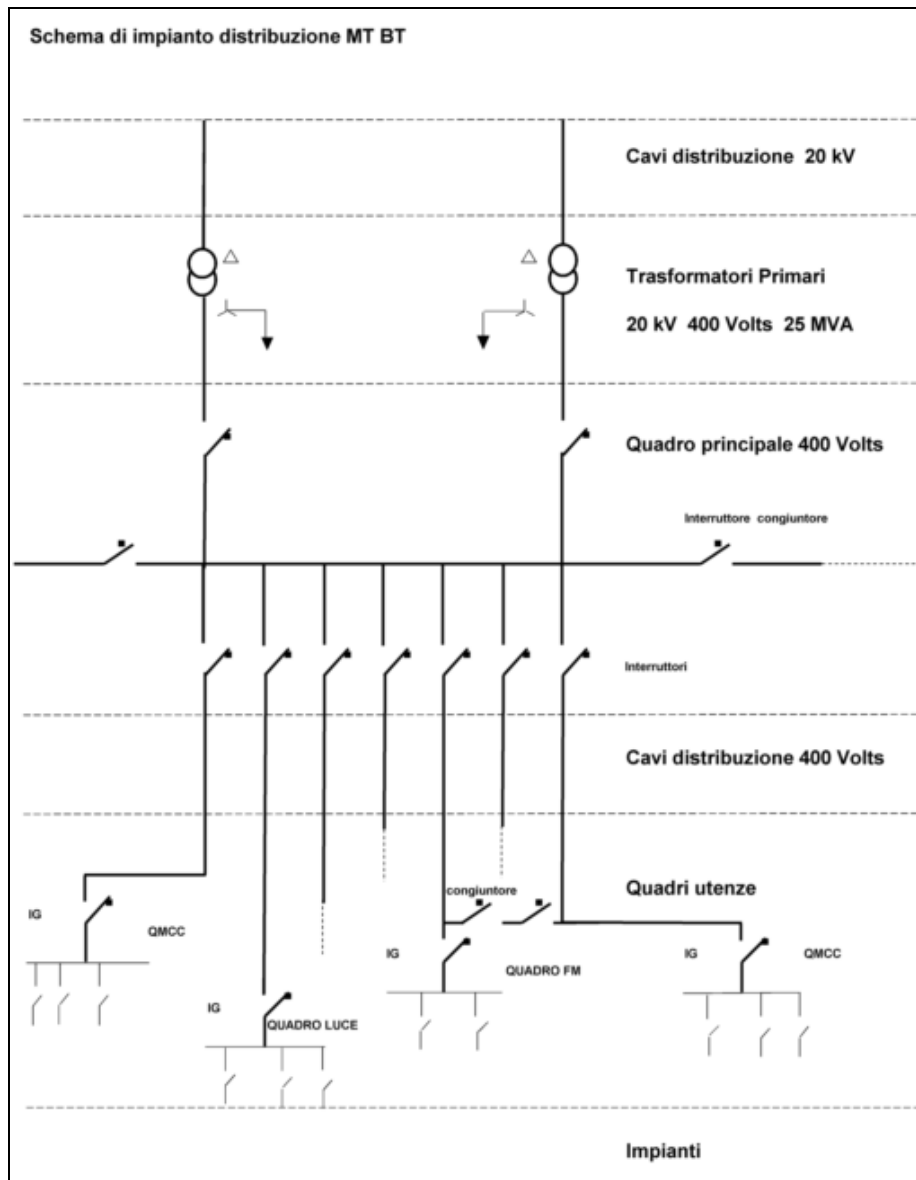 Schema di impianto distribuzione MT BT
Cavi distribuzione 20 kV
Trasformatori Primari
20 kV 400 Volts 25 MVA
Quadro principale 400 Volts
Interruttore congiuntore
Interruttori
Cavi distribuzione 400 Volts
Quadri utenze
congiuntore
IG
QMCC
IG
QUADRO FM
IG
QMCC
IG
QUADRO LUCE
Impianti